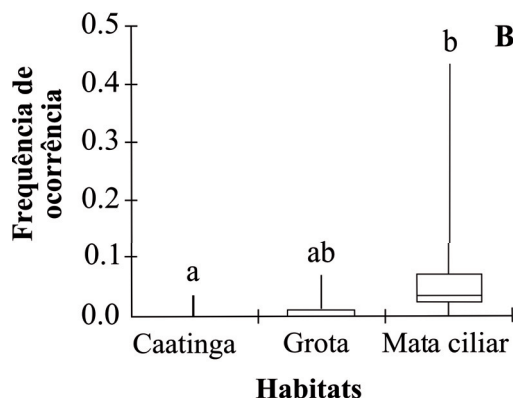 B
0.5
0.4
0.3
0.2
0.1
0.0
Frequência de
ocorrência
a
ab
b
Caatinga
Grota
Mata ciliar
Habitats